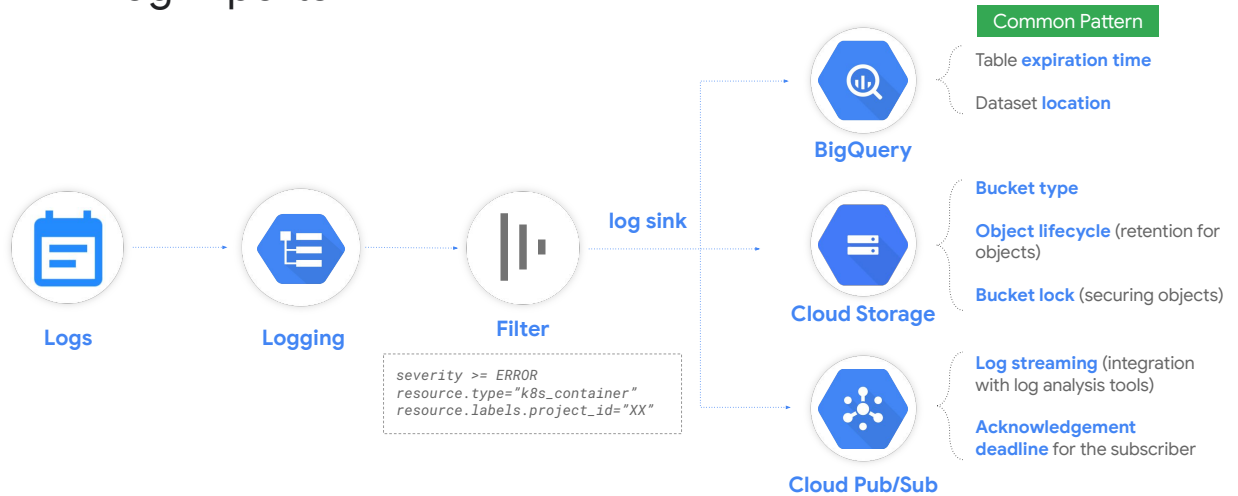 Common Pattern
Table expiration time
Dataset location
BigQuery
Bucket type
log sink
Object lifecycle (retention for
objects)
Bucket lock (securing objects)
Cloud Storage
Logs
Logging
Filter
severity >= ERROR
resource.type="k8s_container”
resource.labels.project_id="XX”
Log streaming (integration
with log analysis tools)
Acknowledgement
deadline for the subscriber
Cloud Pub/Sub